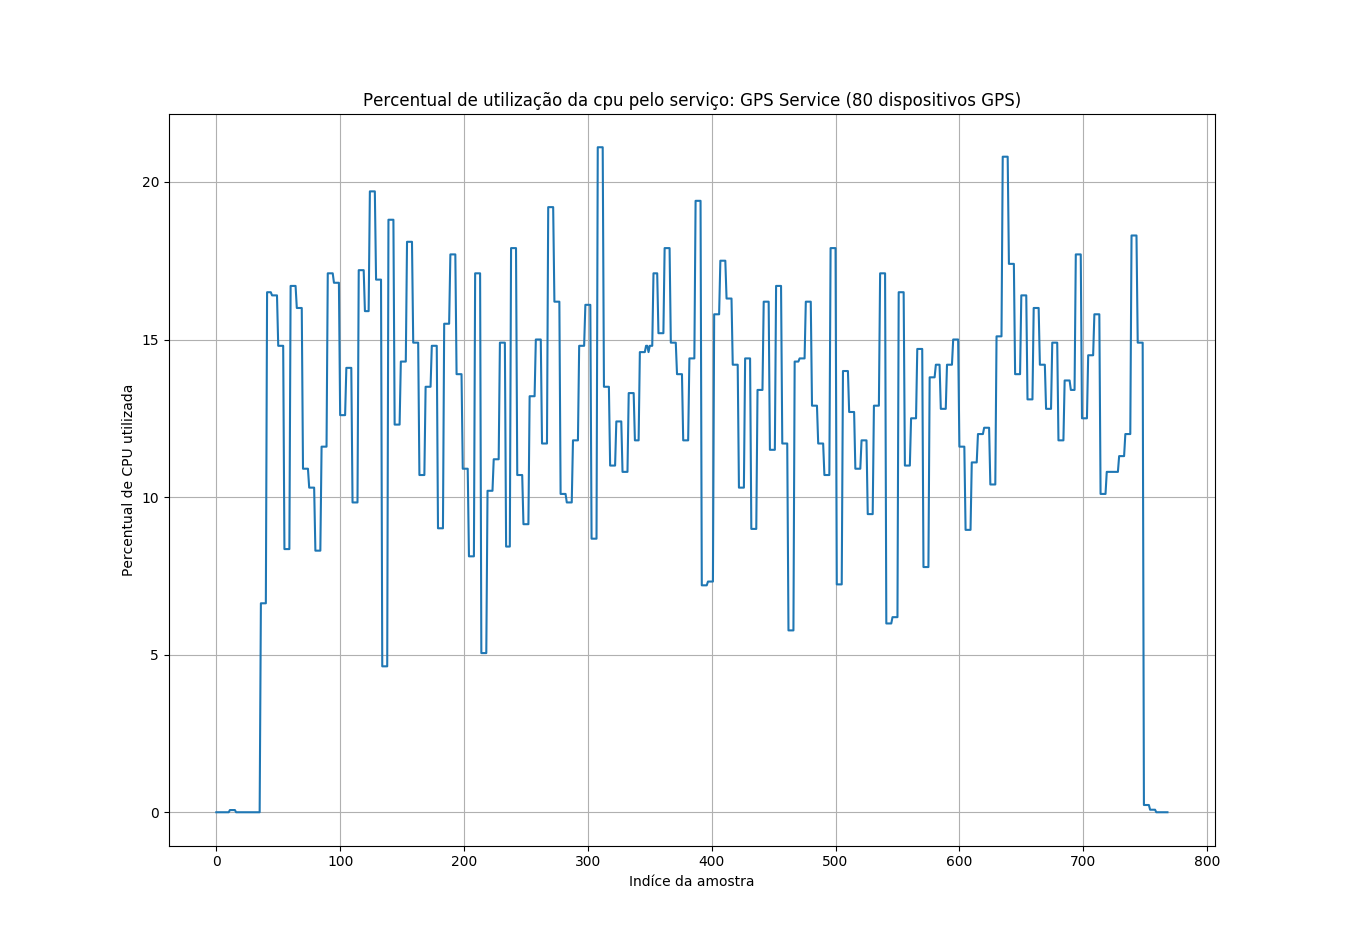 Percentual de utilização da cpu pelo serviço: GPS Service (80 dispositivos GPS)
Percentual de CPU utilizada
20
15
10
5
0
0 100 200 300 400 500 600 700 800
Indíce da amostra